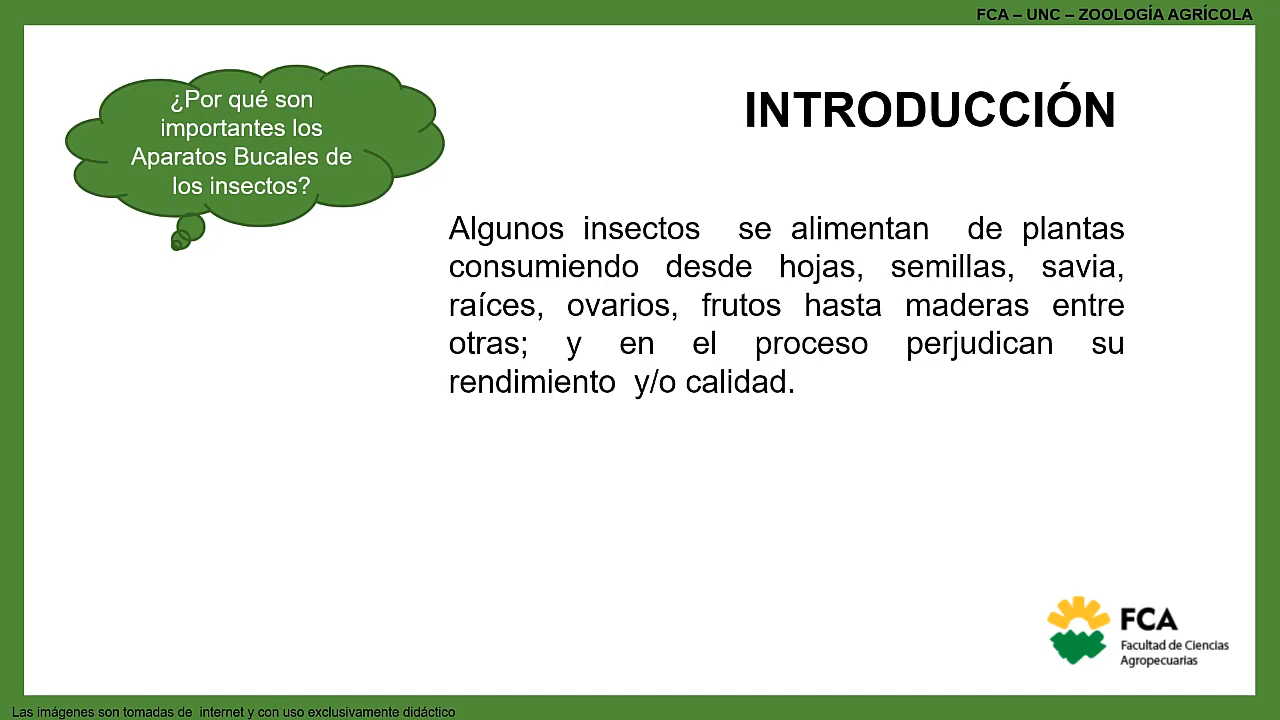 FCA – UNC – ZOOLOGÍA AGRÍCOLA
¿Por qué son
importantes los
Aparatos Bucales de
los insectos?
INTRODUCCIÓN
Algunos insectos se alimentan de plantas
consumiendo desde hojas, semillas, savia,
raíces, ovarios, frutos hasta maderas entre
otras; y en el proceso perjudican su
rendimiento y/o calidad.
FCA
Facultad de Ciencias
Agropecuarias
Las imágenes son tomadas de internet y con uso exclusivamente didáctico